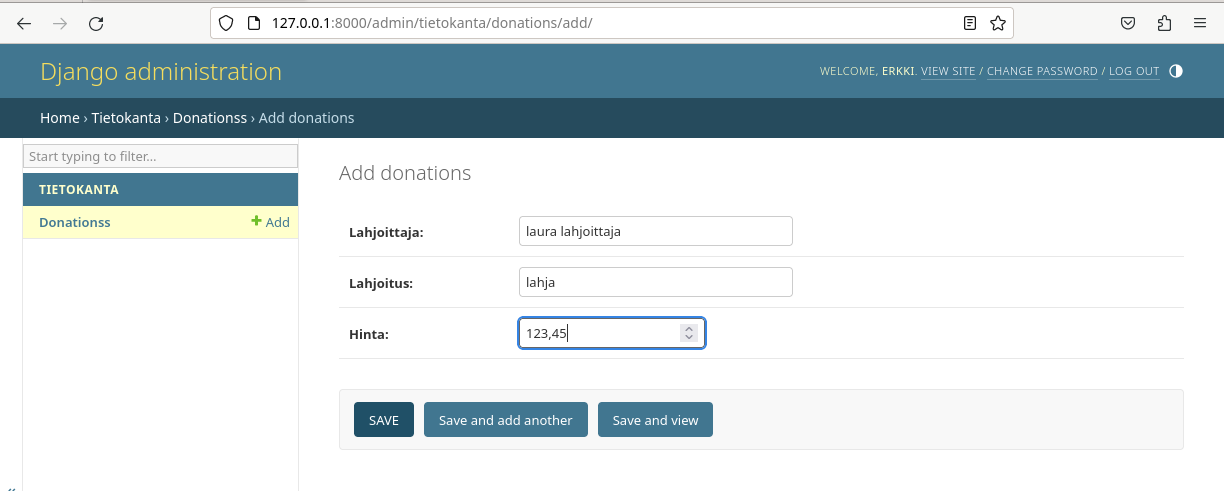 127.0.0.1:8000/admin/tietokanta/donations/add/
Django administration
WELCOME, ERKKI. VIEW SITE / CHANGE PASSWORD / LOG OUT
Home › Tietokanta › Donationss › Add donations
Start typing to filter...
TIETOKANTA
Donationss + Add
Add donations
Lahjoittaja: laura lahjoittaja
Lahjoitus: lahja
Hinta: 123,45
SAVE Save and add another Save and view
«